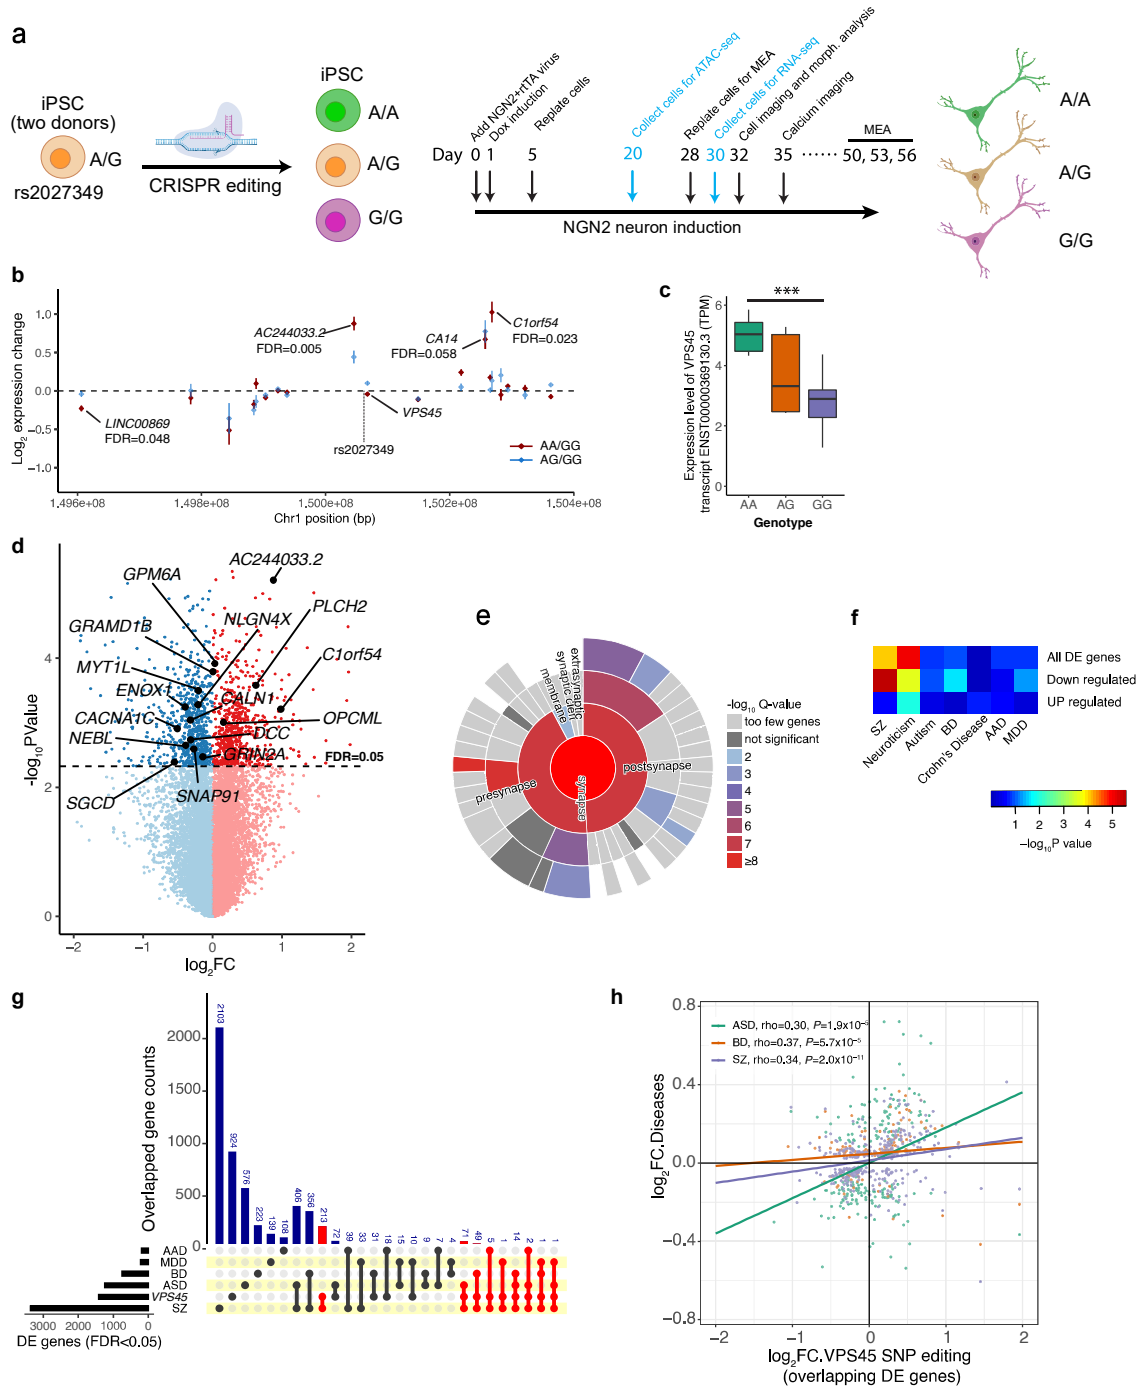 a
iPSC
(two donors)
A/G
rs2027349
CRISPR editing
iPSC
A/A
A/G
G/G
Add NGN2+rtTA virus
Dox induction
Replate cells
Collect cells for ATAC-seq
Replate cells for MEA
Collect cells for RNA-seq
Cell imaging and morph. analysis
Calcium imaging
MEA
Day 0 1 5 20 28 30 32 35 ······ 50, 53, 56
NGN2 neuron induction
A/A
A/G
G/G
b
Log2 expression change
1.0
0.5
0.0
−0.5
−1.0
AC244033.2
FDR=0.005
CA14
FDR=0.058
C1orf54
FDR=0.023
LINC00869
FDR=0.048
VPS45
rs2027349
AA/GG
AG/GG
1.496e+08
1.498e+08
1.500e+08
1.502e+08
1.504e+08
Chr1 position (bp)
c
***
Expression level of VPS45
transcript ENST00000369130.3 (TPM)
6
4
2
0
AA
AG
GG
Genotype
d
-log10PValue
4
2
0
AC244033.2
GPM6A
PLCH2
NLGN4X
GRAMD1B
C1orf54
MYT1L
ENOX1
CALN1
CACNA1C
OPCML
NEBL
DCC
GRIN2A
FDR=0.05
SGCD
SNAP91
−2
−1
0
1
2
log2FC
e
extrasynaptic
synaptic cleft
membrane
postsynapse
presynapse
synapse
-log10 Q-value
too few genes
not significant
2
3
4
5
6
7
≥8
f
All DE genes
Down regulated
UP regulated
SZ
Neuroticism
Autism
BD
Crohn's Disease
AAD
MDD
1 2 3 4 5
−log10P value
g
Overlapped gene counts
2000
1500
1000
500
0
2103
924
576
223
139
108
406
356
213
72
39
33
31
18
15
10
9
7
4
71
49
5
1
14
2
1
1
AAD
MDD
BD
ASD
VPS45
SZ
3000 2000 1000 0
DE genes (FDR<0.05)
h
ASD, rho=0.30,
BD, rho=0.37, P=5.7x10−5
SZ, rho=0.34, P=2.0x10−11
log2FC.Diseases
0.8
0.4
0.0
−0.4
−0.8
−2
−1
0
1
2
log2FC.VPS45 SNP editing
(overlapping DE genes)